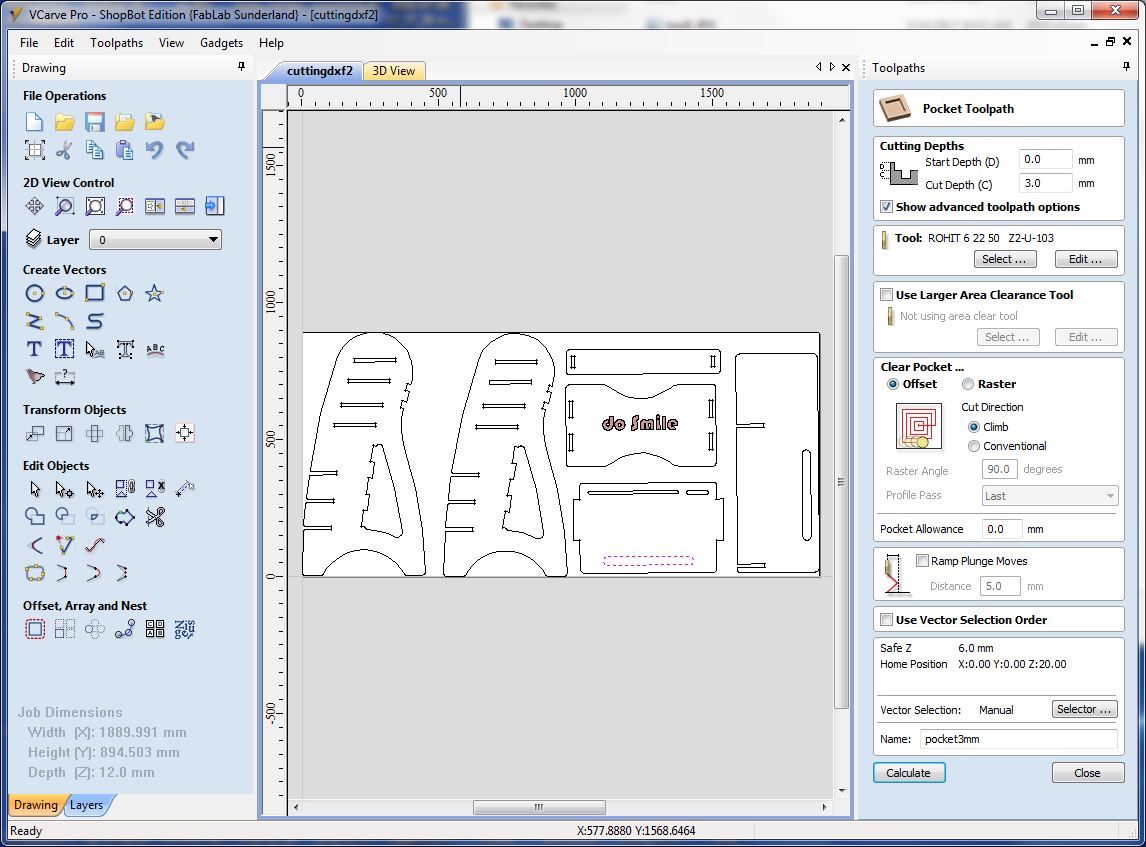 VCarve Pro - ShopBot Edition {FabLab Sunderland} - [cuttingdxf2]
File Edit Toolpaths View Gadgets Help
Drawing
File Operations
2D View Control
Layer 0
Create Vectors
Transform Objects
Edit Objects
Offset, Array and Nest
Job Dimensions
Width (X): 1889.991 mm
Height (Y): 894.503 mm
Depth (Z): 12.0 mm
Drawing Layers
Ready
cuttingdxf2 3D View
0 500 1000 1500
1500
1000
500
0
-500
do Smile
X:577.8880 Y:1568.6464
Toolpaths
Pocket Toolpath
Cutting Depths
Start Depth (D) 0.0 mm
Cut Depth (C) 3.0 mm
Show advanced toolpath options
Tool: ROHIT 6 22 50 Z2-U-103
Select ... Edit ...
Use Larger Area Clearance Tool
Not using area clear tool
Select ... Edit ...
Clear Pocket ...
Offset Raster
Cut Direction
Climb
Conventional
Raster Angle 90.0 degrees
Profile Pass Last
Pocket Allowance 0.0 mm
Ramp Plunge Moves
Distance 5.0 mm
Use Vector Selection Order
Safe Z 6.0 mm
Home Position X:0.00 Y:0.00 Z:20.00
Vector Selection: Manual Selector ...
Name: pocket3mm
Calculate Close